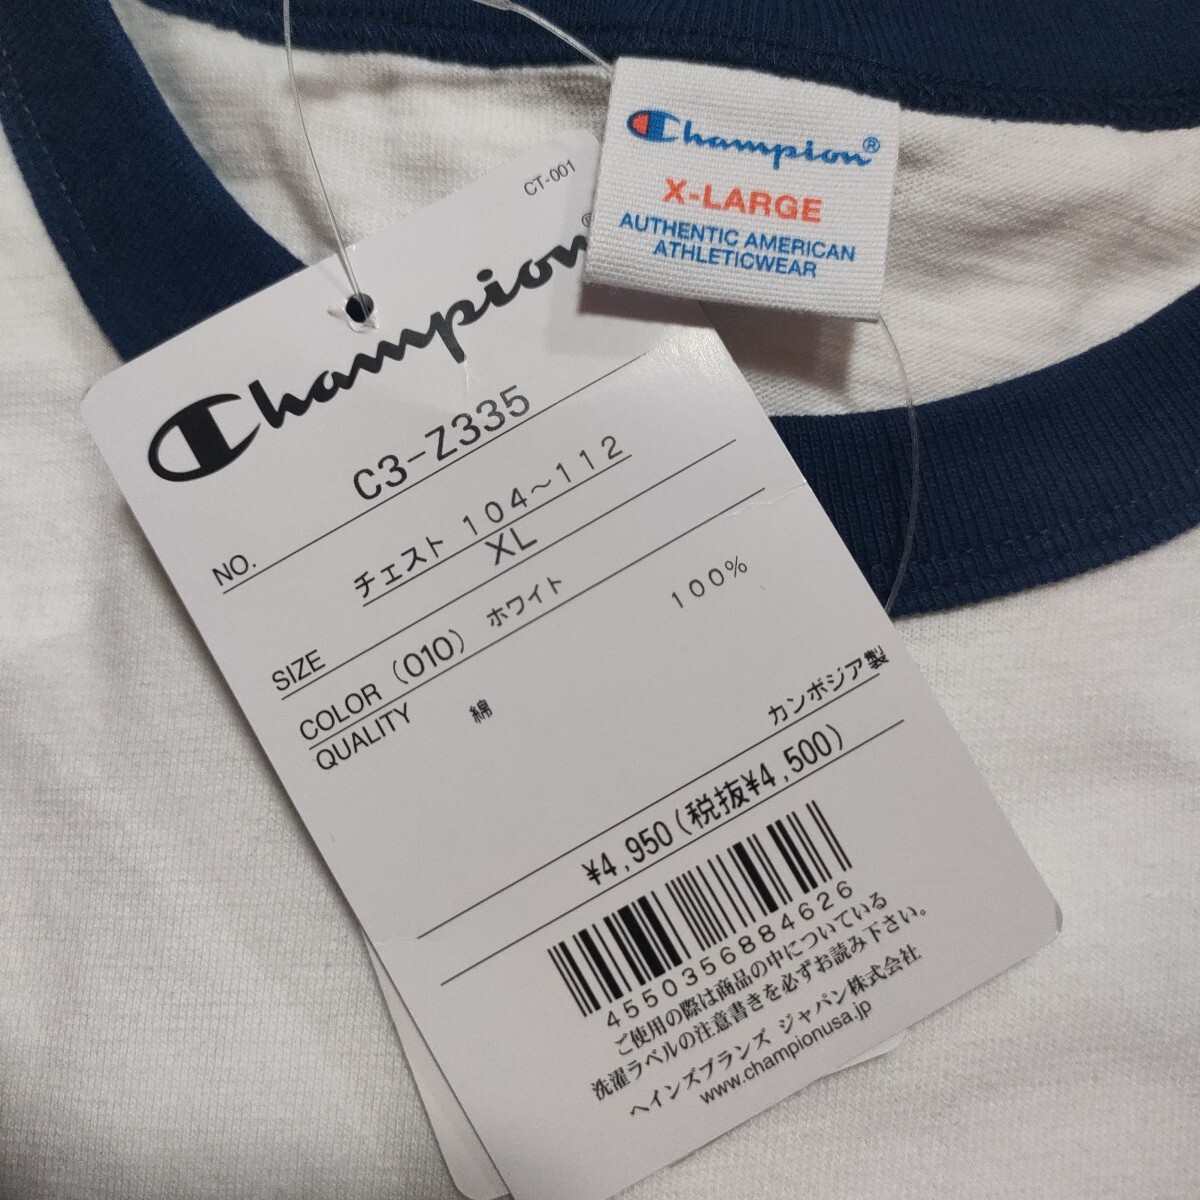 Champion®
X-LARGE
AUTHENTIC AMERICAN
ATHLETICWEAR
CT-001
Champion®
NO. C3-Z335
チェスト 104～112
SIZE XL
COLOR (010) ホワイト
QUALITY 綿 100%
カンボジア製
¥4,950(税抜¥4,500)
4550356884626
ご使用の際は商品の中についている
洗濯ラベルの注意書きを必ずお読み下さい。
ヘインズブランズ ジャパン株式会社
www.championusa.jp